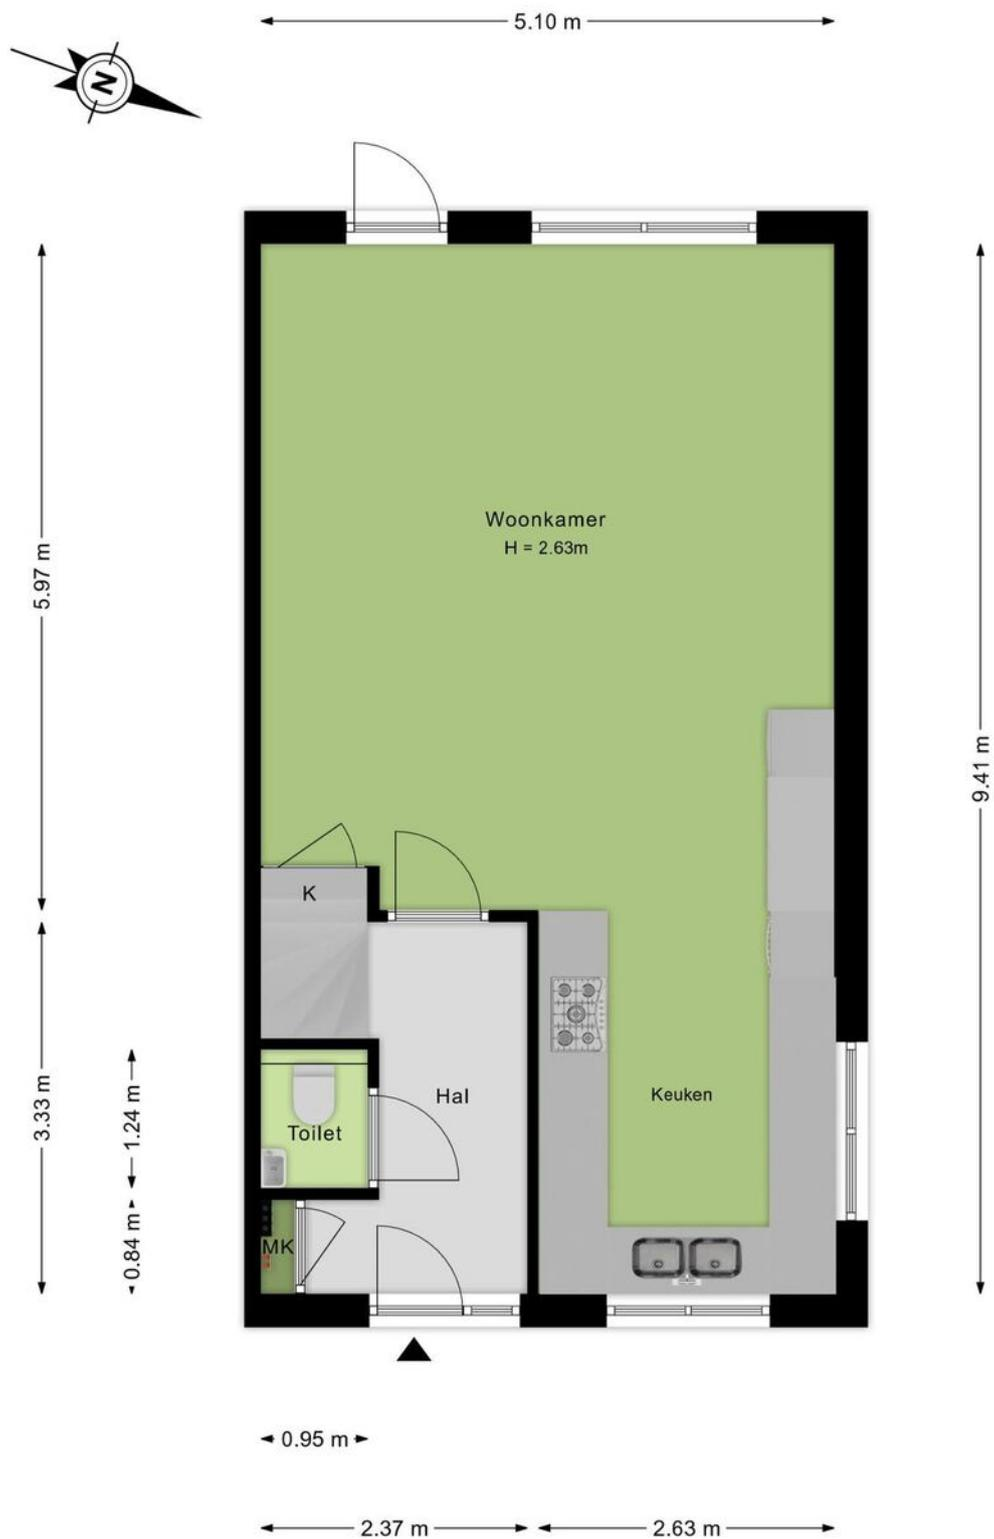 5.10 m
N
Woonkamer
H = 2.63m
5.97 m
9.41 m
K
3.33 m
1.24 m
Hal
Keuken
Toilet
0.84 m
MK
0.95 m
2.37 m
2.63 m